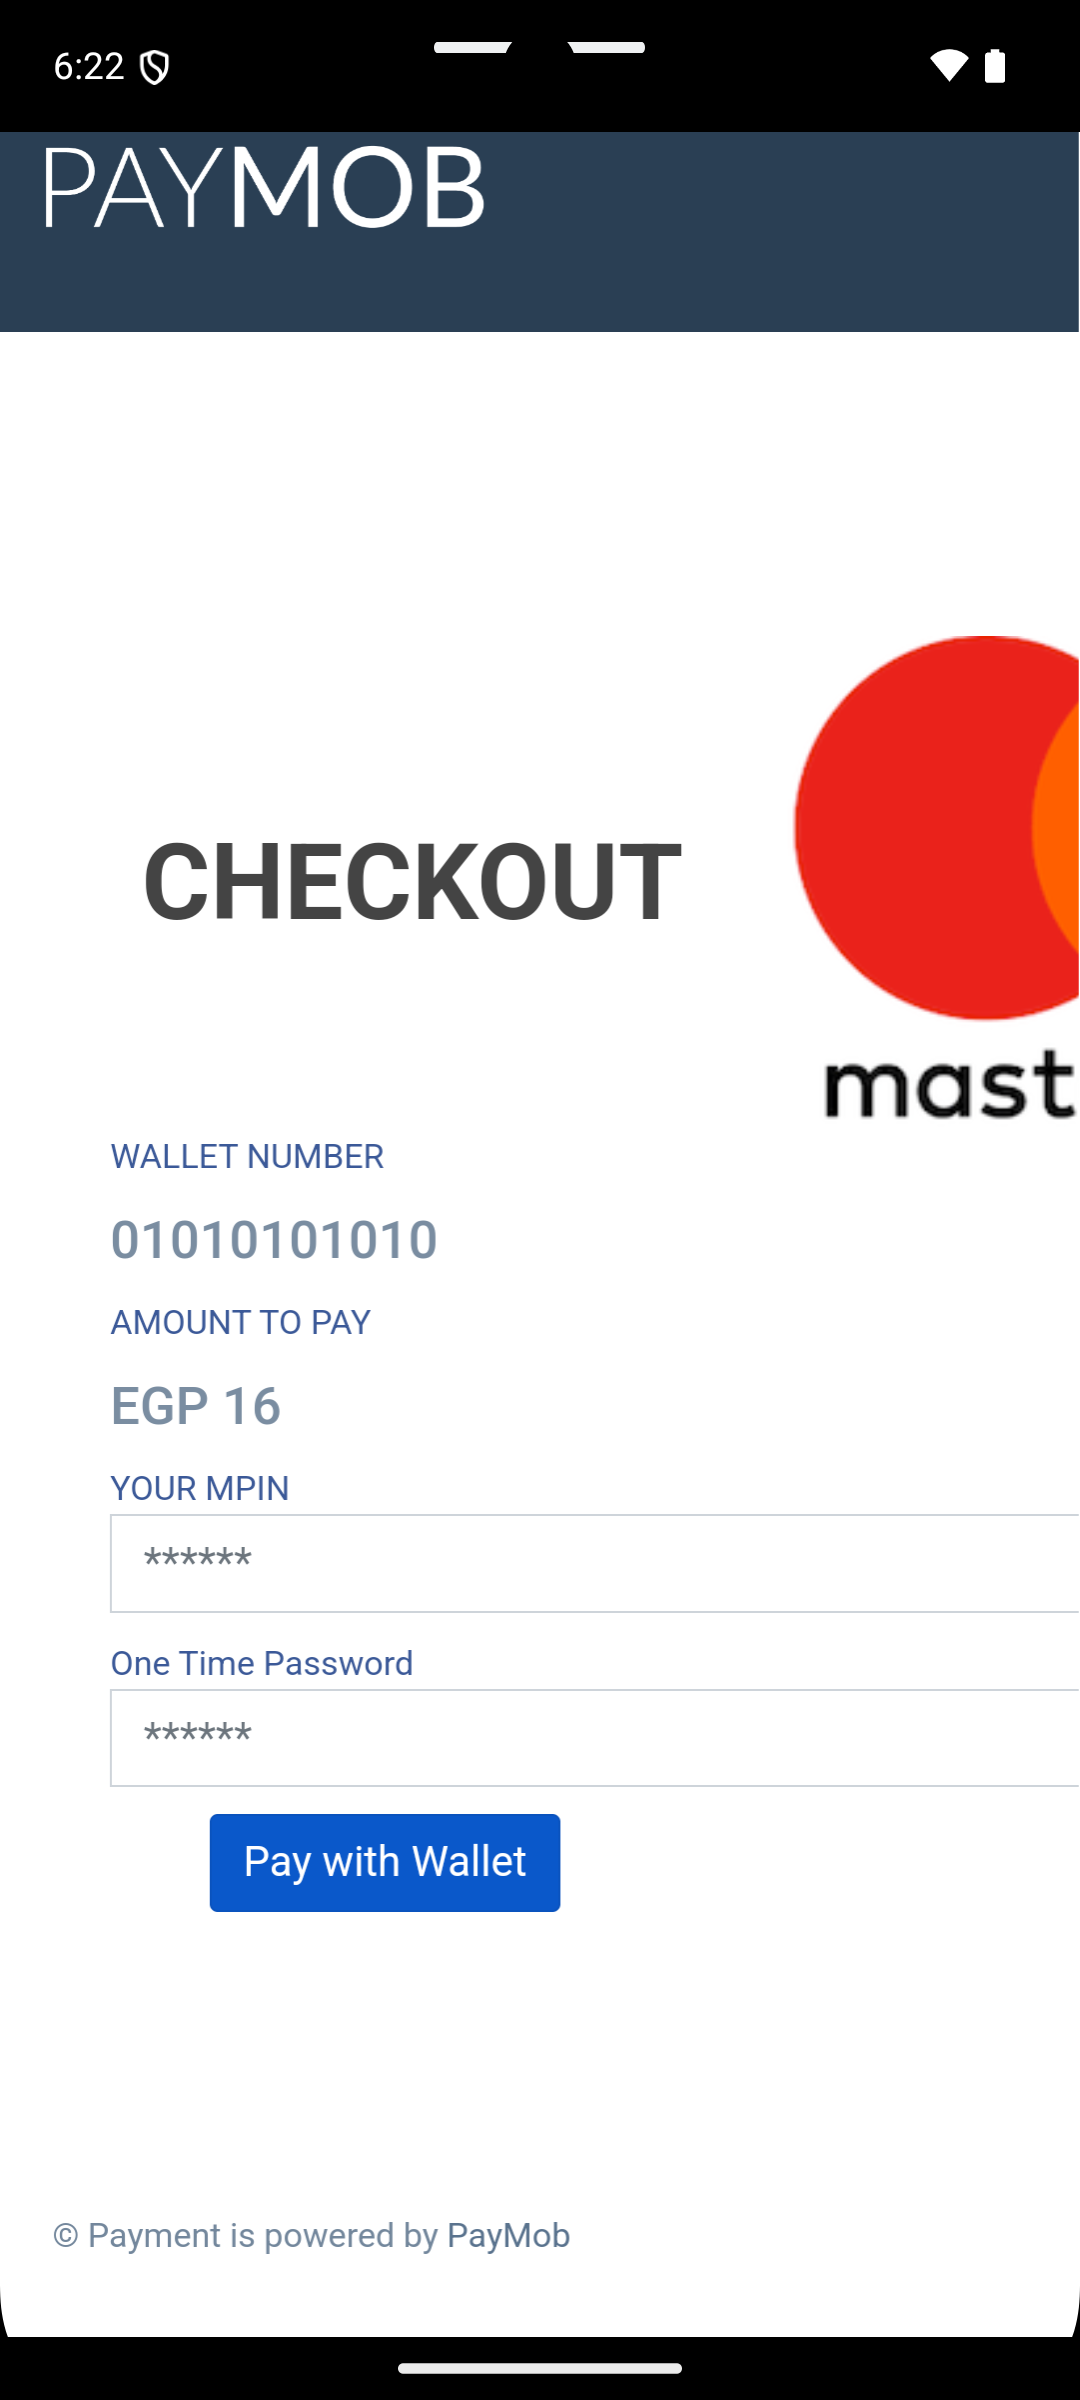 6:22
PAYMOB
CHECKOUT
mast
WALLET NUMBER
01010101010
AMOUNT TO PAY
EGP 16
YOUR MPIN
******
One Time Password
******
Pay with Wallet
© Payment is powered by PayMob